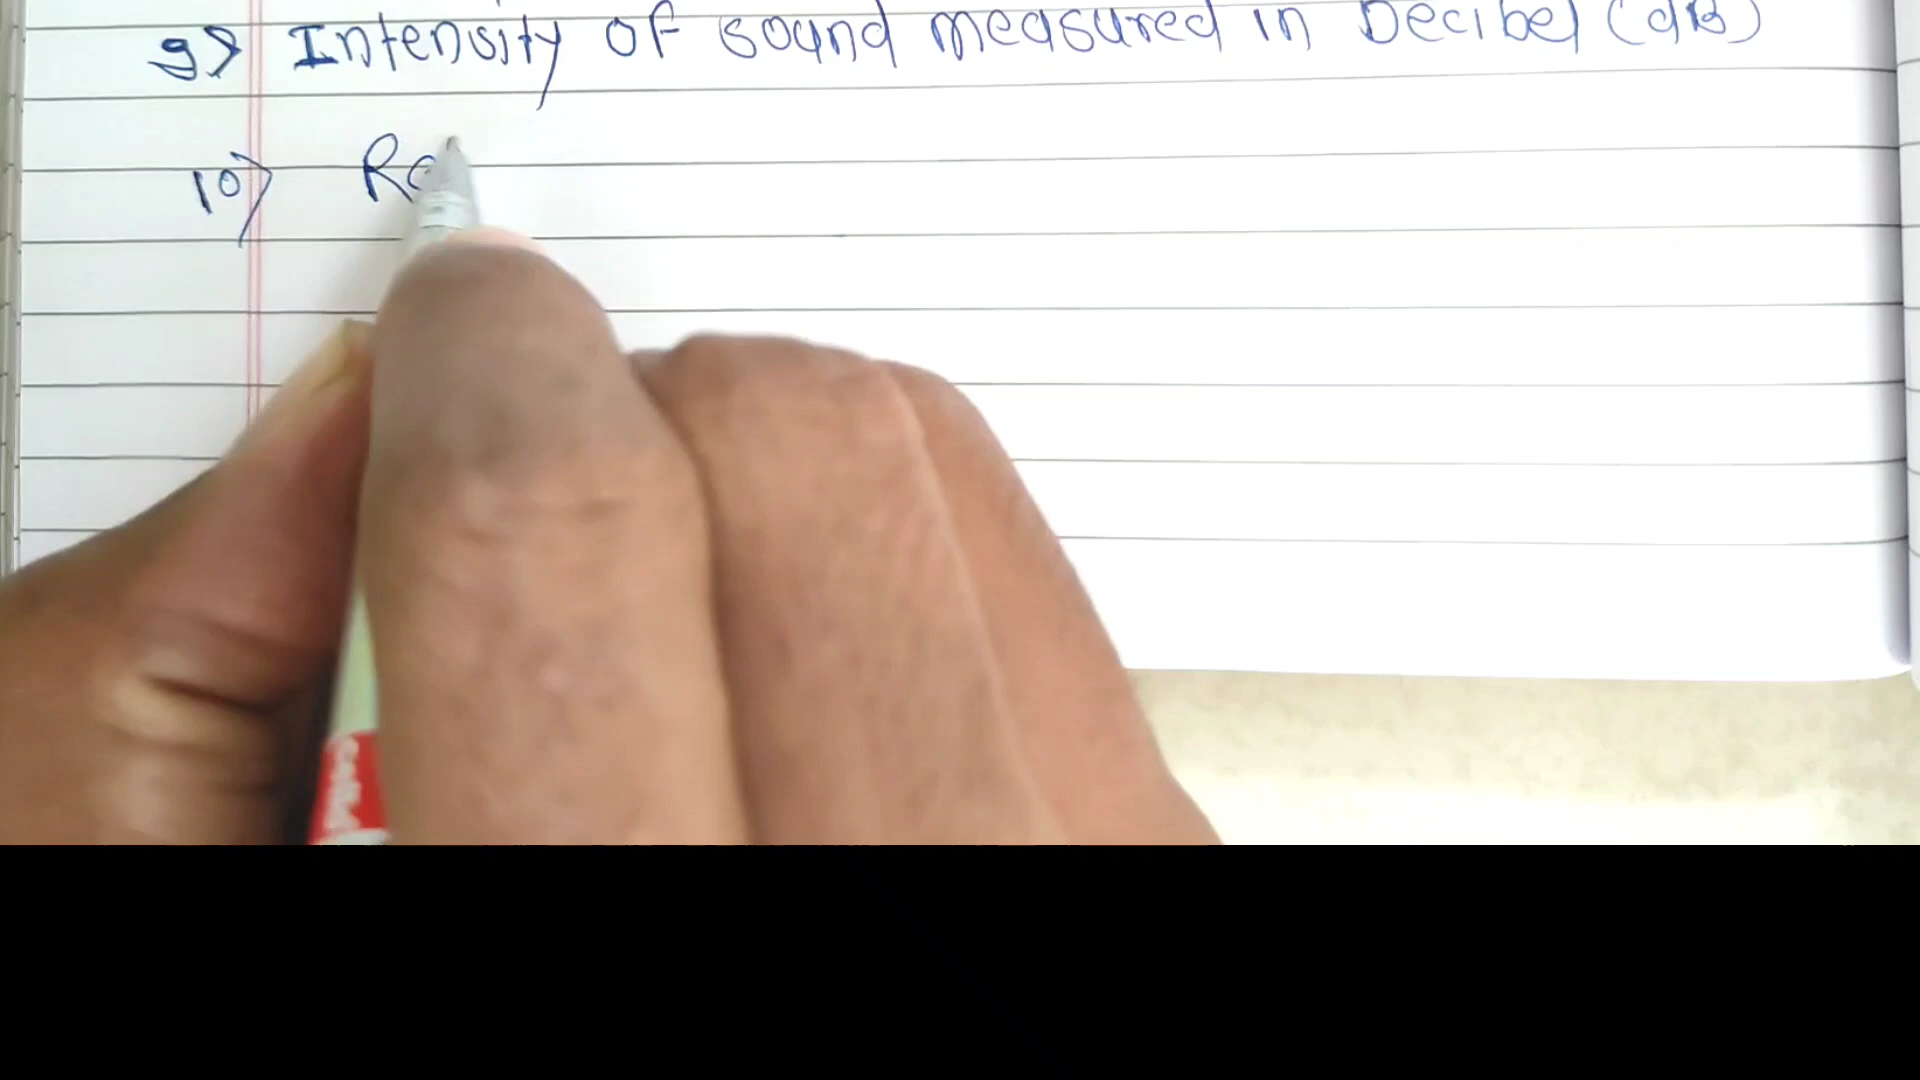 9> Intensity of sound measured in Decibel (dB)
10)